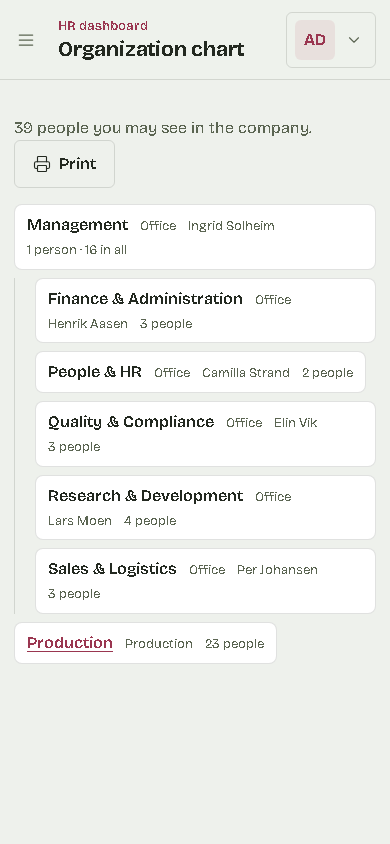 HR dashboard
Organization chart
AD
39 people you may see in the company.
Print
Management Office Ingrid Solheim
1 person · 16 in all
Finance & Administration Office
Henrik Aasen 3 people
People & HR Office Camilla Strand 2 people
Quality & Compliance Office Elin Vik
3 people
Research & Development Office
Lars Moen 4 people
Sales & Logistics Office Per Johansen
3 people
Production Production 23 people